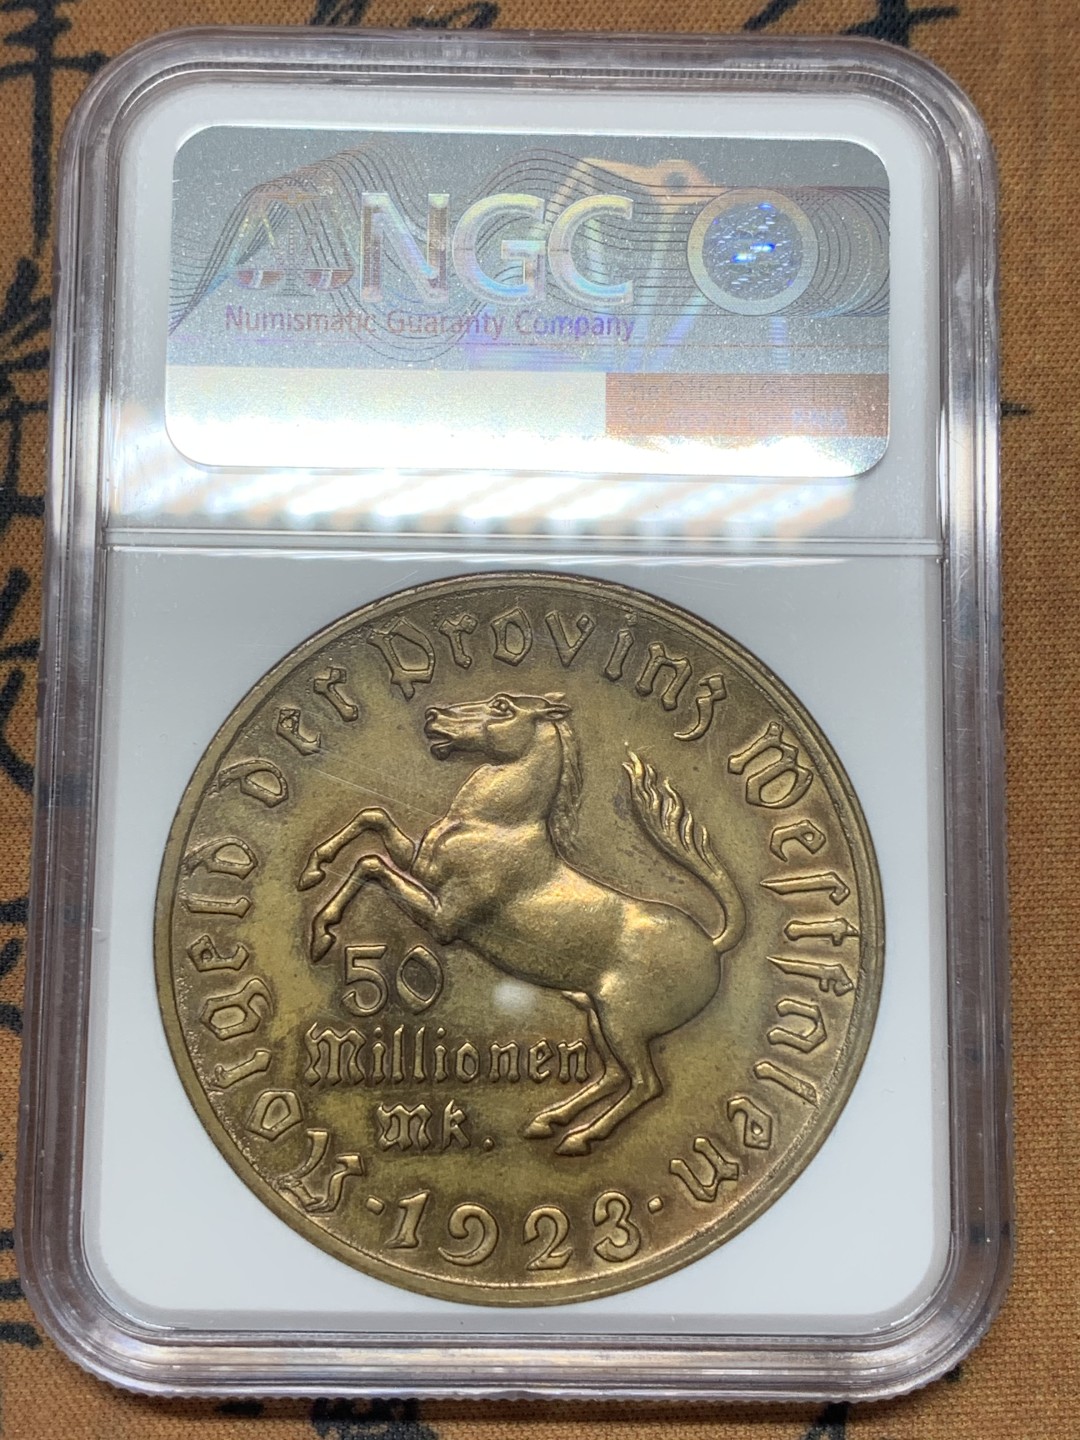 NGC
Numismatic Guaranty Company
Notgeld der Provinz Westfalen
50
Millionen
Mk.
· 1923 ·